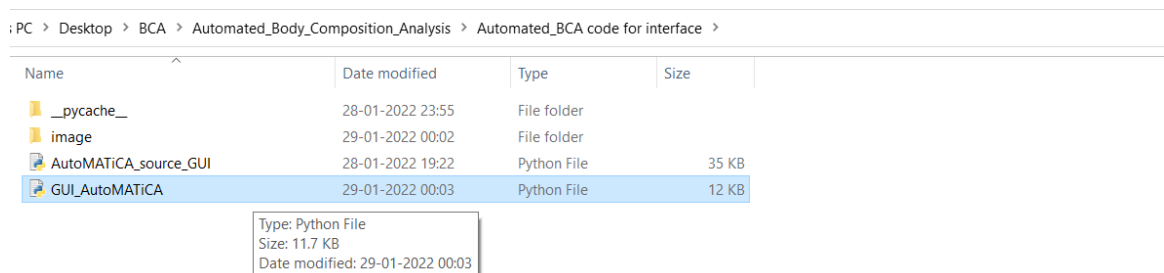 s PC > Desktop > BCA > Automated_Body_Composition_Analysis > Automated_BCA code for interface >
Name Date modified Type Size
__pycache__ 28-01-2022 23:55 File folder
image 29-01-2022 00:02 File folder
AutoMATiCA_source_GUI 28-01-2022 19:22 Python File 35 KB
GUI_AutoMATiCA 29-01-2022 00:03 Python File 12 KB
Type: Python File
Size: 11.7 KB
Date modified: 29-01-2022 00:03